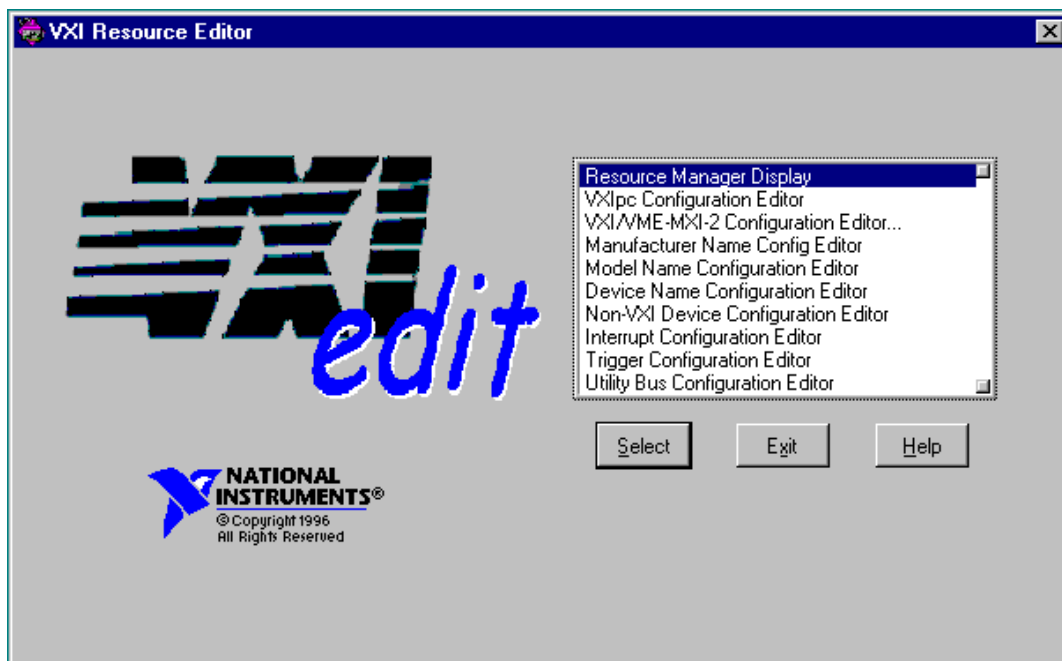 VXI Resource Editor
VXI
edit
Resource Manager Display
VXIpc Configuration Editor
VXI/VME-MXI-2 Configuration Editor...
Manufacturer Name Config Editor
Model Name Configuration Editor
Device Name Configuration Editor
Non-VXI Device Configuration Editor
Interrupt Configuration Editor
Trigger Configuration Editor
Utility Bus Configuration Editor
Select
Exit
Help
NATIONAL
INSTRUMENTS®
© Copyright 1996
All Rights Reserved